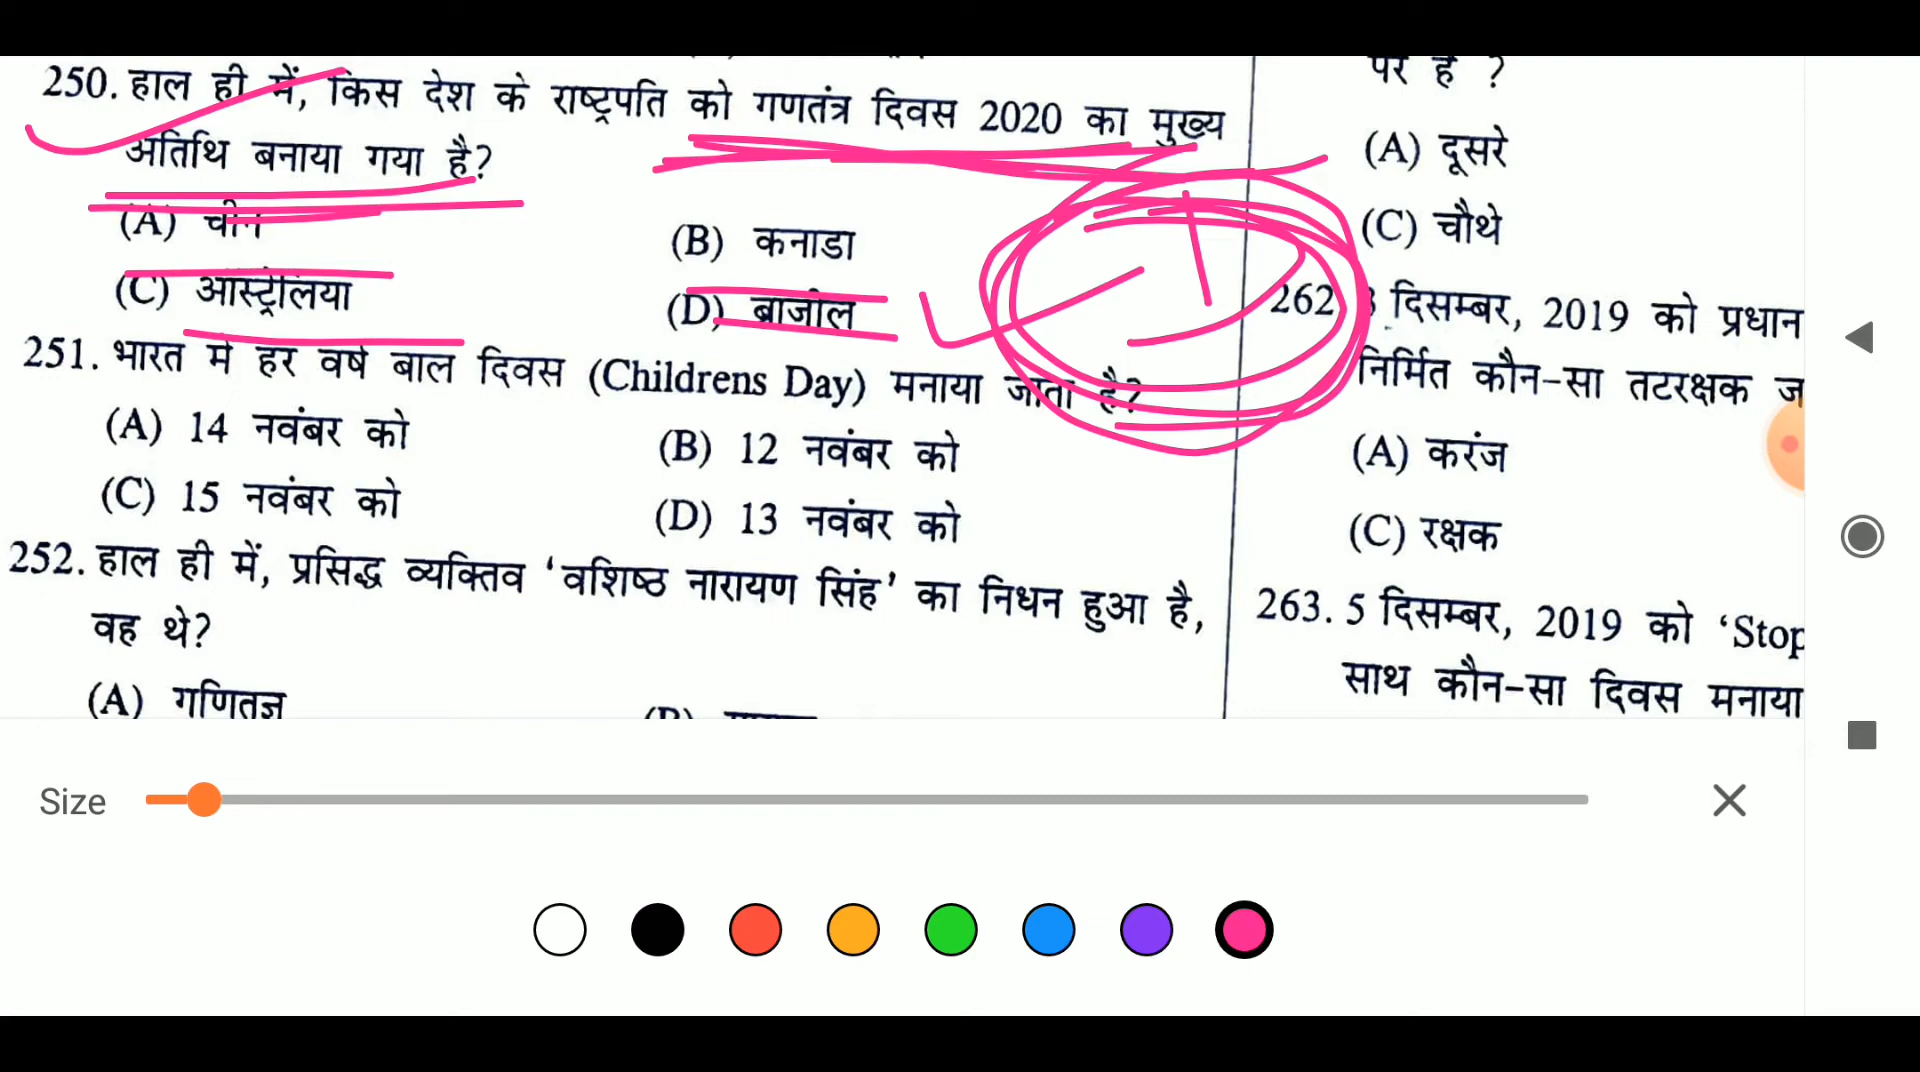 250. हाल ही में, किस देश के राष्ट्रपति को गणतंत्र दिवस 2020 का मुख्य
अतिथि बनाया गया है?
(A) चीन
(B) कनाडा
(C) आस्ट्रेलिया
(D) ब्राजील
251. भारत में हर वर्ष बाल दिवस (Childrens Day) मनाया जाता है?
(A) 14 नवंबर को
(B) 12 नवंबर को
(C) 15 नवंबर को
(D) 13 नवंबर को
252. हाल ही में, प्रसिद्ध व्यक्तिव ‘वशिष्ठ नारायण सिंह’ का निधन हुआ है,
वह थे?
(A) गणितज्ञ
पर है ?
(A) दूसरे
(C) चौथे
262 दिसम्बर, 2019 को प्रधान
निर्मित कौन-सा तटरक्षक
(A) करंज
(C) रक्षक
263. 5 दिसम्बर, 2019 को ‘Stop
साथ कौन-सा दिवस मनाया
Size